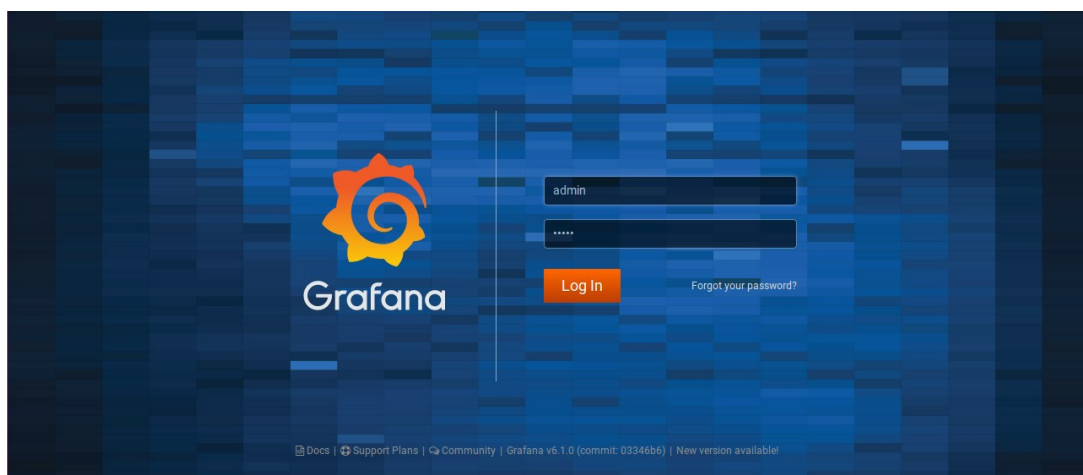 admin
•••••
Grafana
Log In
Forgot your password?
Docs | Support Plans | Community | Grafana v6.1.0 (commit: 03346b6) | New version available!